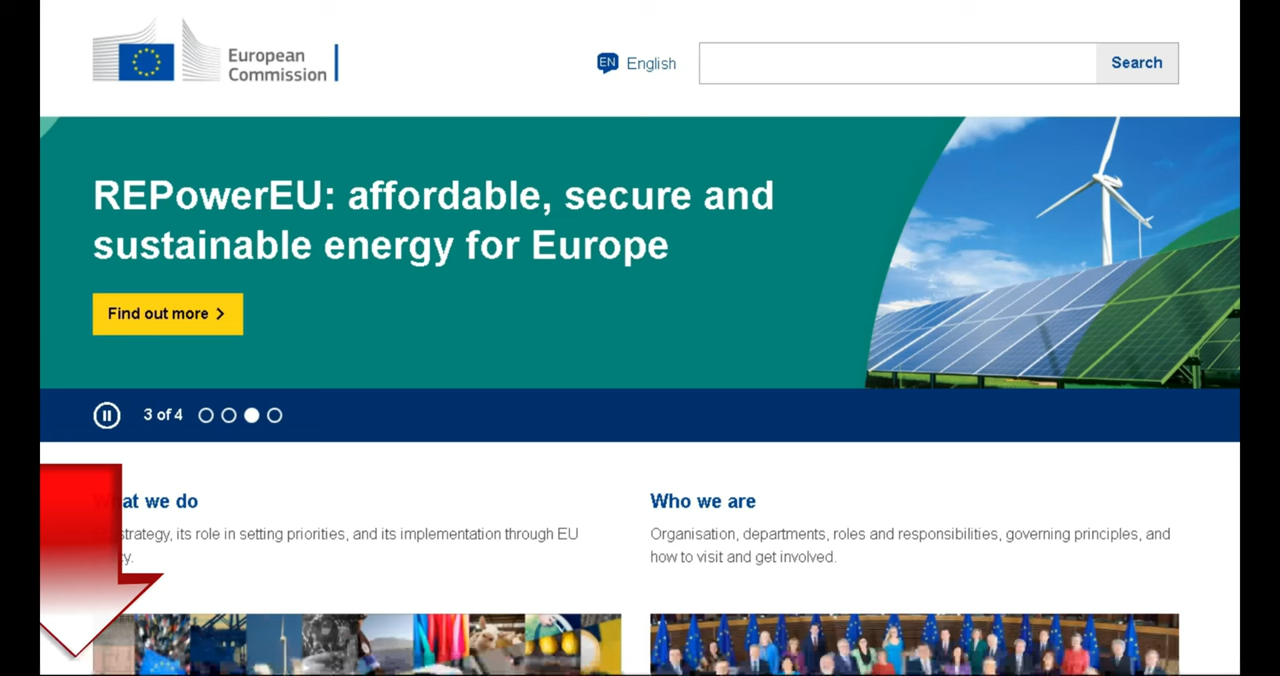 European
Commission
EN English
Search
REPowerEU: affordable, secure and
sustainable energy for Europe
Find out more
3 of 4
at we do
strategy, its role in setting priorities, and its implementation through EU
Who we are
Organisation, departments, roles and responsibilities, governing principles, and
how to visit and get involved.